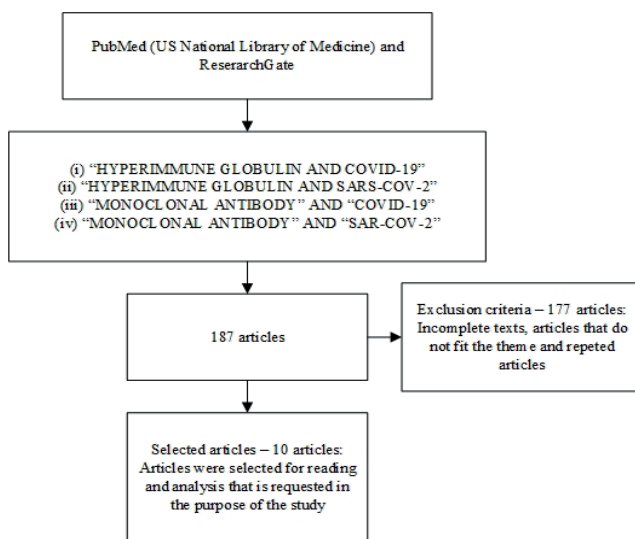 PubMed (US National Library of Medicine) and
ReserarchGate
(i) “HYPERIMMUNE GLOBULIN AND COVID-19”
(ii) “HYPERIMMUNE GLOBULIN AND SARS-COV-2”
(iii) “MONOCLONAL ANTIBODY” AND “COVID-19”
(iv) “MONOCLONAL ANTIBODY” AND “SAR-COV-2”
187 articles
Exclusion criteria – 177 articles:
Incomplete texts, articles that do
not fit the theme and repeted
articles
Selected articles – 10 articles:
Articles were selected for reading
and analysis that is requested in
the purpose of the study